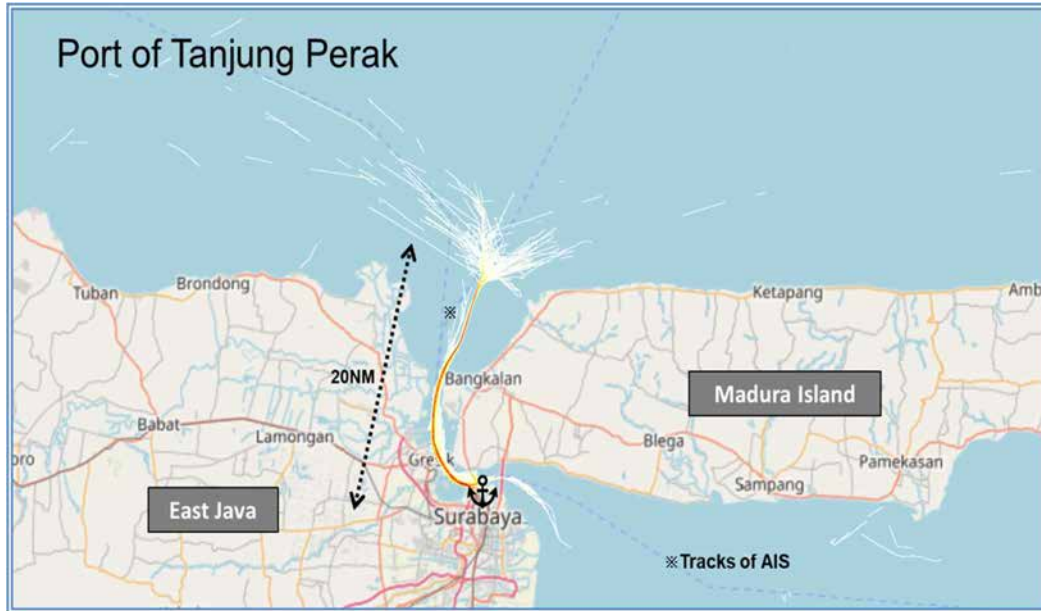 Port of Tanjung Perak
Tuban
Brondong
Ketapang
Amb
※
20NM
Bangkalan
Madura Island
Babat
Lamongan
Blega
oro
Gresik
Pamekasan
Sampang
East Java
Surabaya
※Tracks of AIS